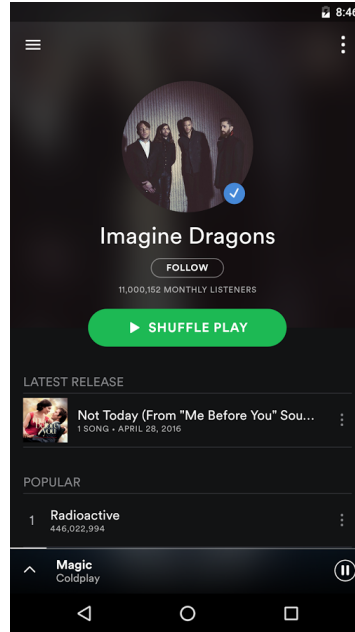 8:46
Imagine Dragons
FOLLOW
11,000,152 MONTHLY LISTENERS
SHUFFLE PLAY
LATEST RELEASE
Not Today (From "Me Before You" Sou...
1 SONG • APRIL 28, 2016
POPULAR
1 Radioactive
446,022,994
Magic
Coldplay